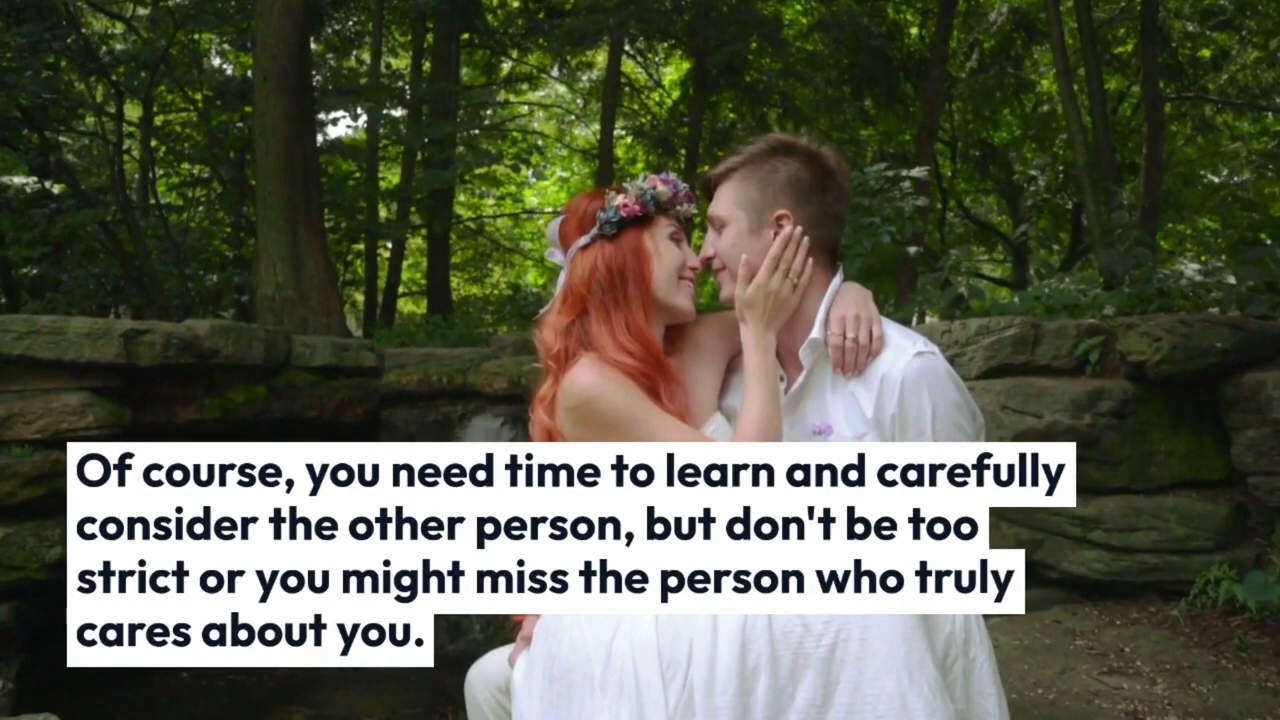 Of course, you need time to learn and carefully
consider the other person, but don't be too
strict or you might miss the person who truly
cares about you.